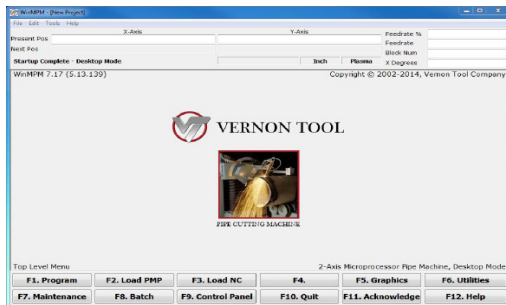 WinMPM - [New Project]
File Edit Tools Help
X-Axis Y-Axis Feedrate %
Present Pos Feedrate
Next Pos Block Num
Startup Complete - Desktop Mode Inch Plasma X Degrees
WinMPM 7.17 (5.13.139) Copyright © 2002-2014, Vernon Tool Company
VERNON TOOL
PIPE CUTTING MACHINE
Top Level Menu 2-Axis Microprocessor Pipe Machine, Desktop Mode
F1. Program F2. Load PMP F3. Load NC F4. F5. Graphics F6. Utilities
F7. Maintenance F8. Batch F9. Control Panel F10. Quit F11. Acknowledge F12. Help